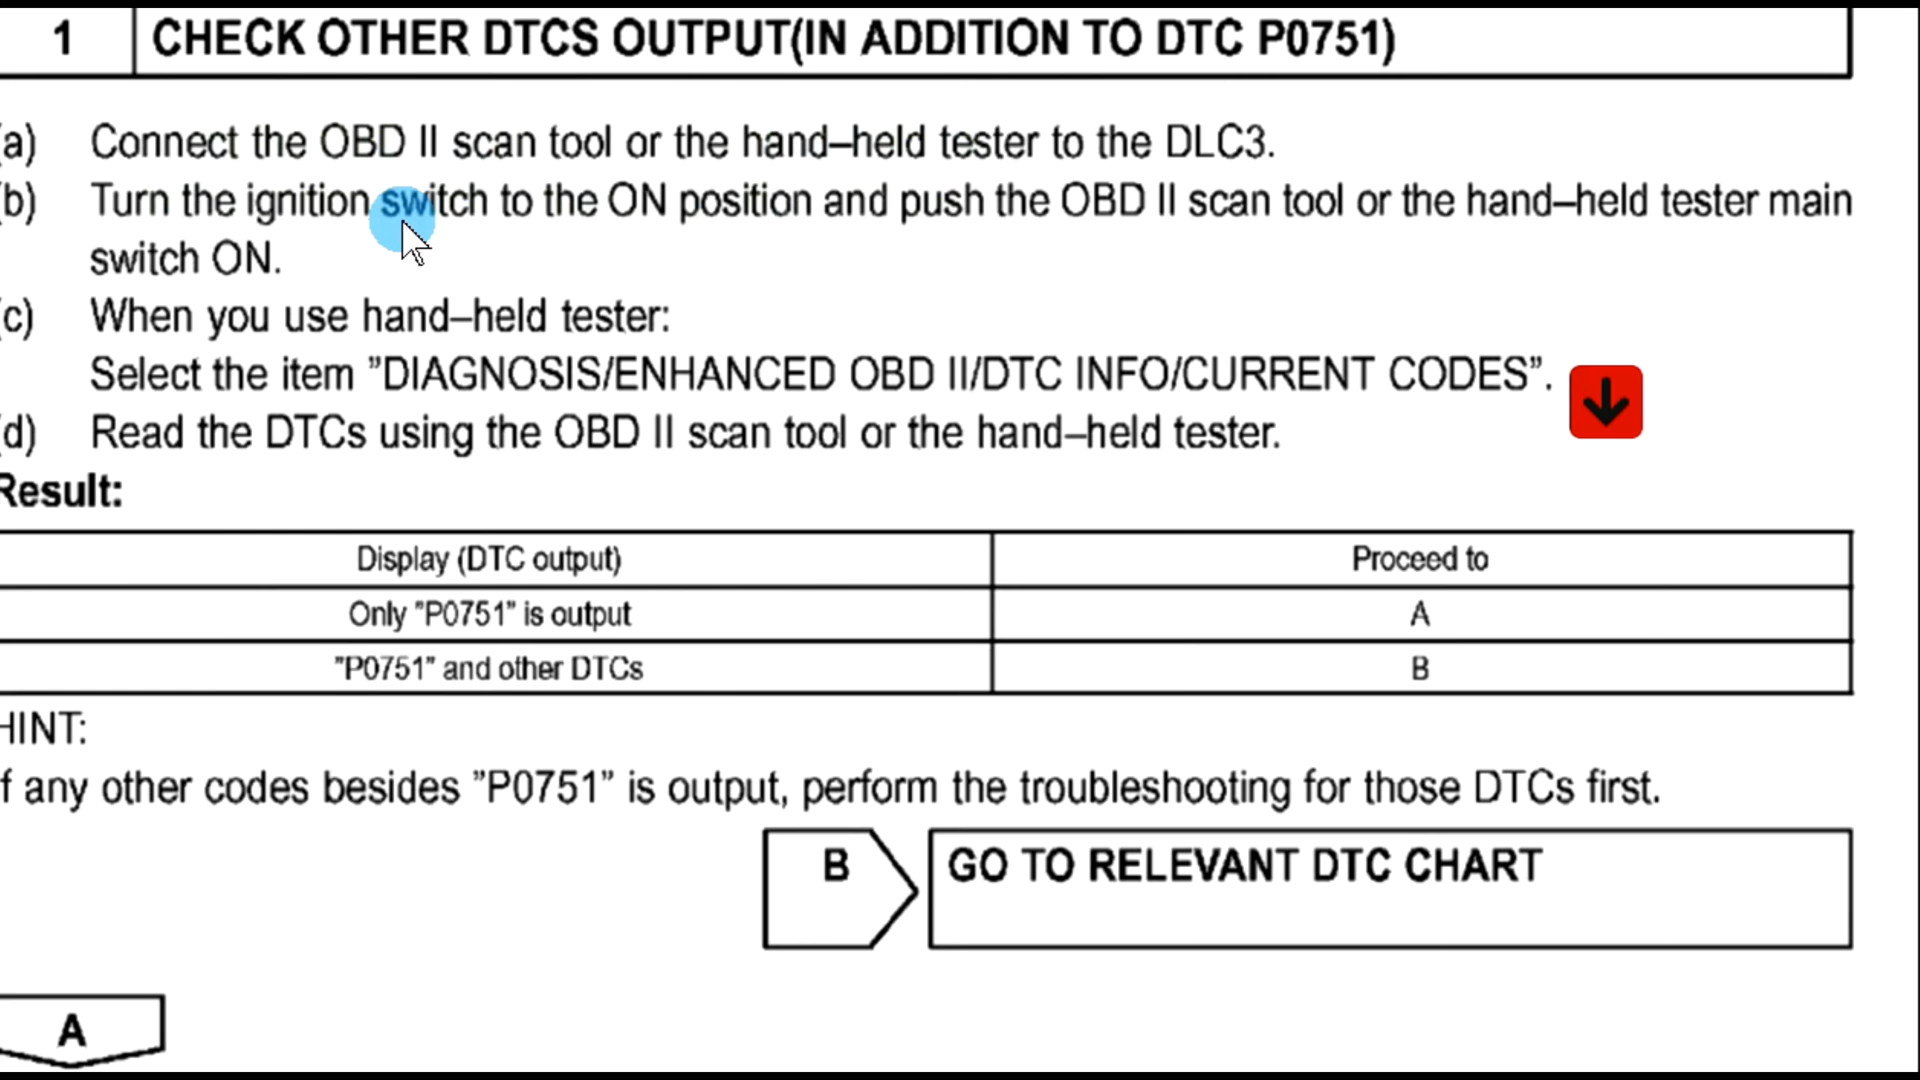 1 CHECK OTHER DTCS OUTPUT(IN ADDITION TO DTC P0751)
(a) Connect the OBD II scan tool or the hand–held tester to the DLC3.
(b) Turn the ignition switch to the ON position and push the OBD II scan tool or the hand–held tester main
switch ON.
(c) When you use hand–held tester:
Select the item ”DIAGNOSIS/ENHANCED OBD II/DTC INFO/CURRENT CODES”.
(d) Read the DTCs using the OBD II scan tool or the hand–held tester.
Result:
Display (DTC output) Proceed to
Only ”P0751” is output A
”P0751” and other DTCs B
HINT:
If any other codes besides ”P0751” is output, perform the troubleshooting for those DTCs first.
B GO TO RELEVANT DTC CHART
A